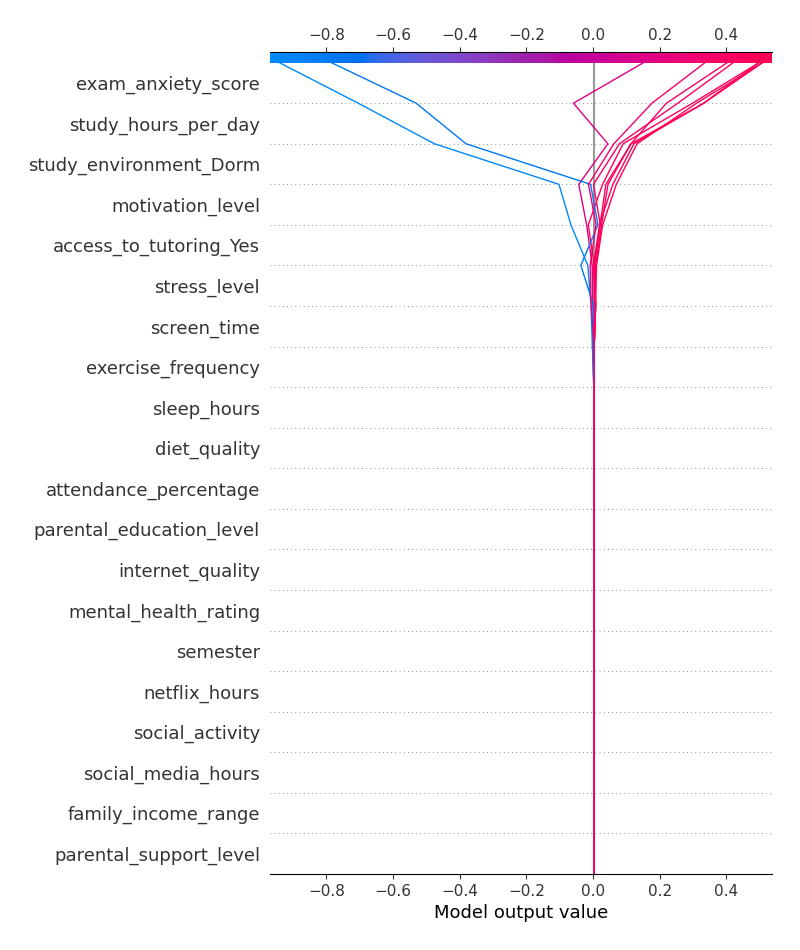 −0.8 −0.6 −0.4 −0.2 0.0 0.2 0.4
exam_anxiety_score
study_hours_per_day
study_environment_Dorm
motivation_level
access_to_tutoring_Yes
stress_level
screen_time
exercise_frequency
sleep_hours
diet_quality
attendance_percentage
parental_education_level
internet_quality
mental_health_rating
semester
netflix_hours
social_activity
social_media_hours
family_income_range
parental_support_level
−0.8 −0.6 −0.4 −0.2 0.0 0.2 0.4
Model output value